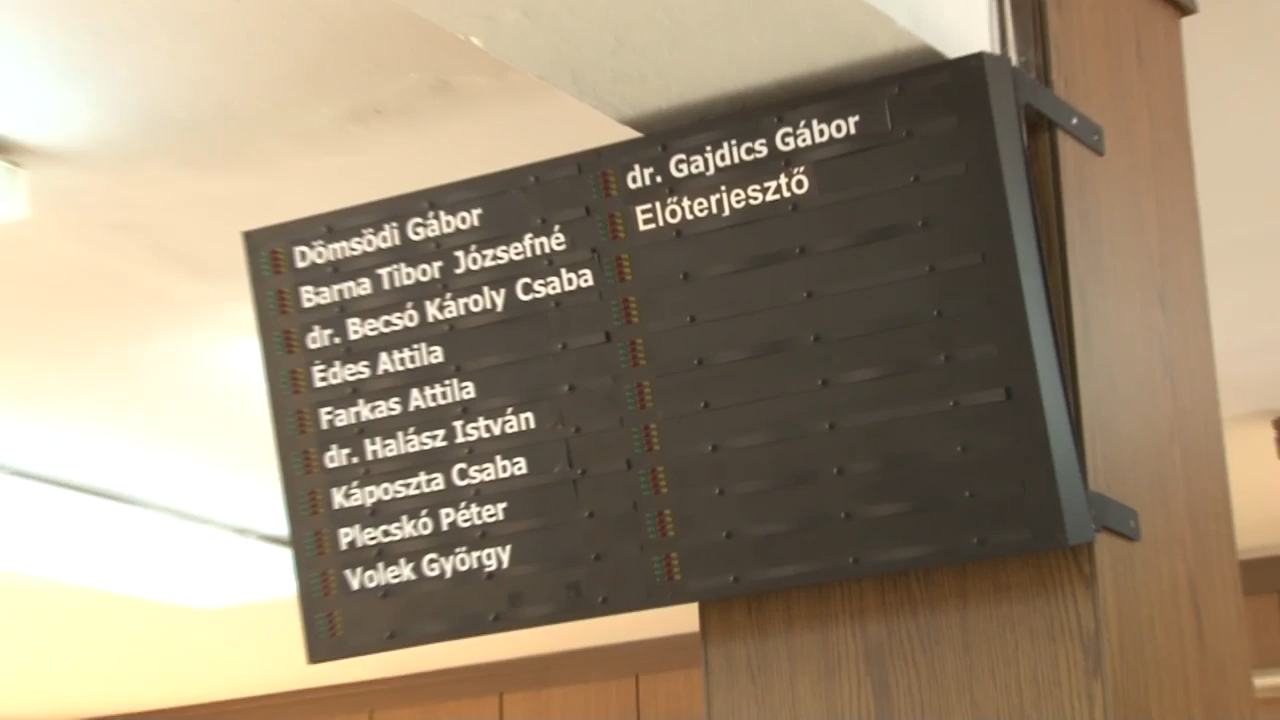 Dömsödi Gábor
Barna Tibor Józsefné
dr. Becsó Károly Csaba
Édes Attila
Farkas Attila
dr. Halász István
Káposzta Csaba
Plecskó Péter
Volek György
dr. Gajdics Gábor
Előterjesztő